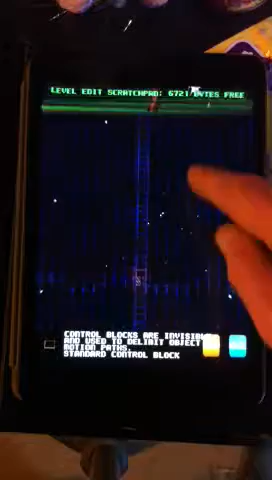 LEVEL EDIT SCRATCHPAD: 6721 BYTES FREE
CONTROL BLOCKS ARE INVISIBLE
AND USED TO DELIMIT OBJECT
MOTION PATHS.
STANDARD CONTROL BLOCK